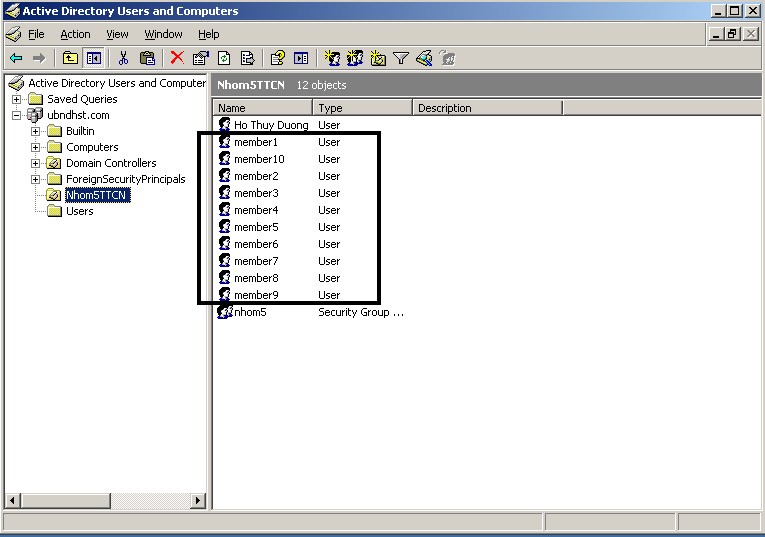 Active Directory Users and Computers
File Action View Window Help
Active Directory Users and Computer
Saved Queries
ubndhst.com
Builtin
Computers
Domain Controllers
ForeignSecurityPrincipals
Nhom5TTCN
Users
Nhom5TTCN 12 objects
Name Type Description
Ho Thuy Duong User
member1 User
member10 User
member2 User
member3 User
member4 User
member5 User
member6 User
member7 User
member8 User
member9 User
nhom5 Security Group ...